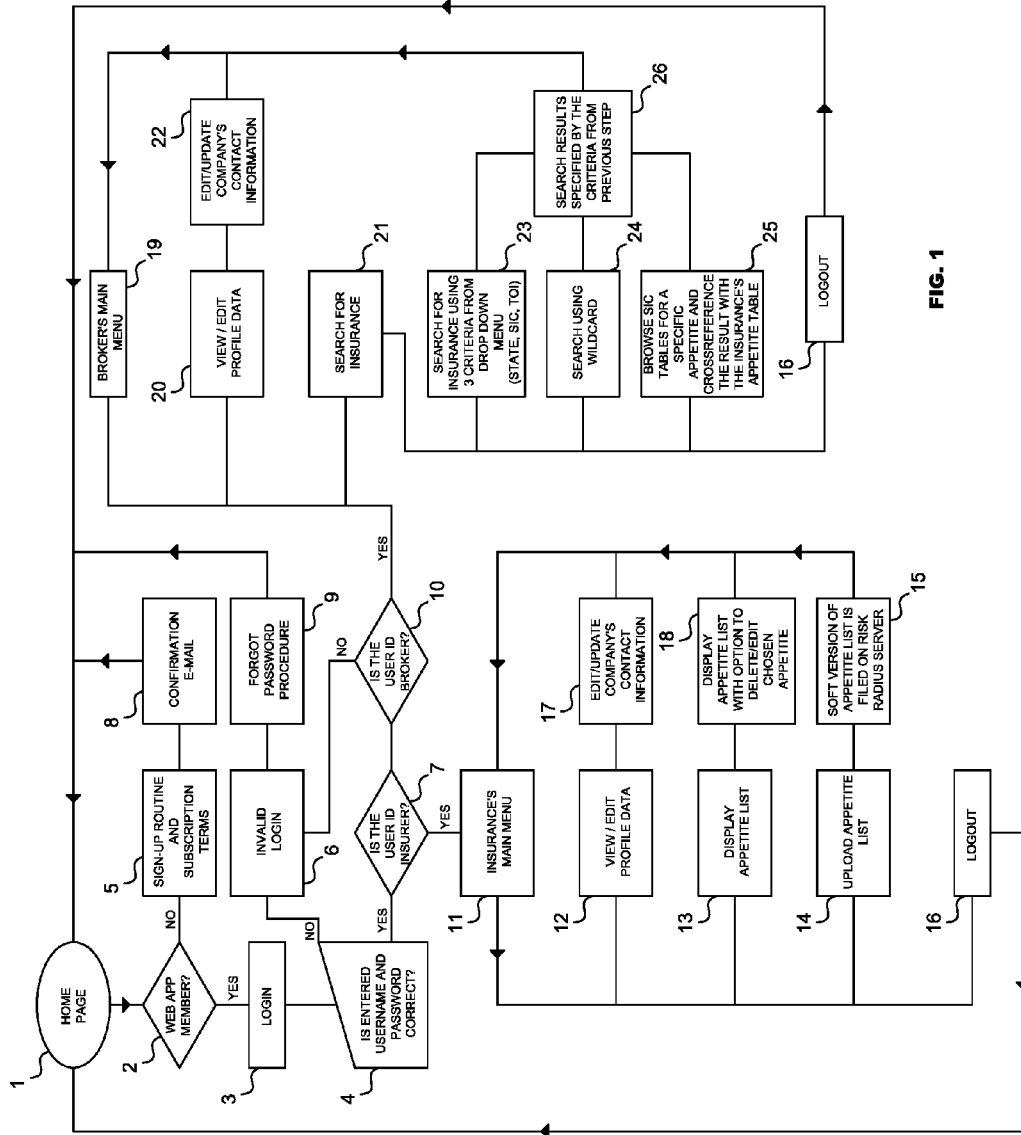 1
HOME
PAGE
2
WEB APP
MEMBER?
NO
YES
5
SIGN-UP ROUTINE
AND
SUBSCRIPTION
TERMS
8
CONFIRMATION
E-MAIL
3
LOGIN
4
IS ENTERED
USERNAME AND
PASSWORD
CORRECT?
NO
YES
6
INVALID
LOGIN
9
FORGOT
PASSWORD
PROCEDURE
7
IS THE
USER ID
INSURER?
YES
10
IS THE
USER ID
BROKER?
NO
YES
11
INSURANCE'S
MAIN MENU
12
VIEW / EDIT
PROFILE DATA
17
EDIT/UPDATE
COMPANY'S
CONTACT
INFORMATION
13
DISPLAY
APPETITE LIST
18
DISPLAY
APPETITE LIST
WITH OPTION TO
DELETE/EDIT
CHOSEN
APPETITE
14
UPLOAD APPETITE
LIST
15
SOFT VERSION OF
APPETITE LIST IS
FILED ON RISK
RADIUS SERVER
16
LOGOUT
19
BROKER'S MAIN
MENU
20
VIEW / EDIT
PROFILE DATA
22
EDIT/UPDATE
COMPANY'S
CONTACT
INFORMATION
21
SEARCH FOR
INSURANCE
23
SEARCH FOR
INSURANCE USING
3 CRITERIA FROM
DROP DOWN
MENU
(STATE, SIC, TOI)
24
SEARCH USING
WILDCARD
25
BROWSE SIC
TABLES FOR A
SPECIFIC
APPETITE AND
CROSSREFERENCE
THE RESULT WITH
THE INSURANCE'S
APPETITE TABLE
26
SEARCH RESULTS
SPECIFIED BY THE
CRITERIA FROM
PREVIOUS STEP
16
LOGOUT
FIG. 1